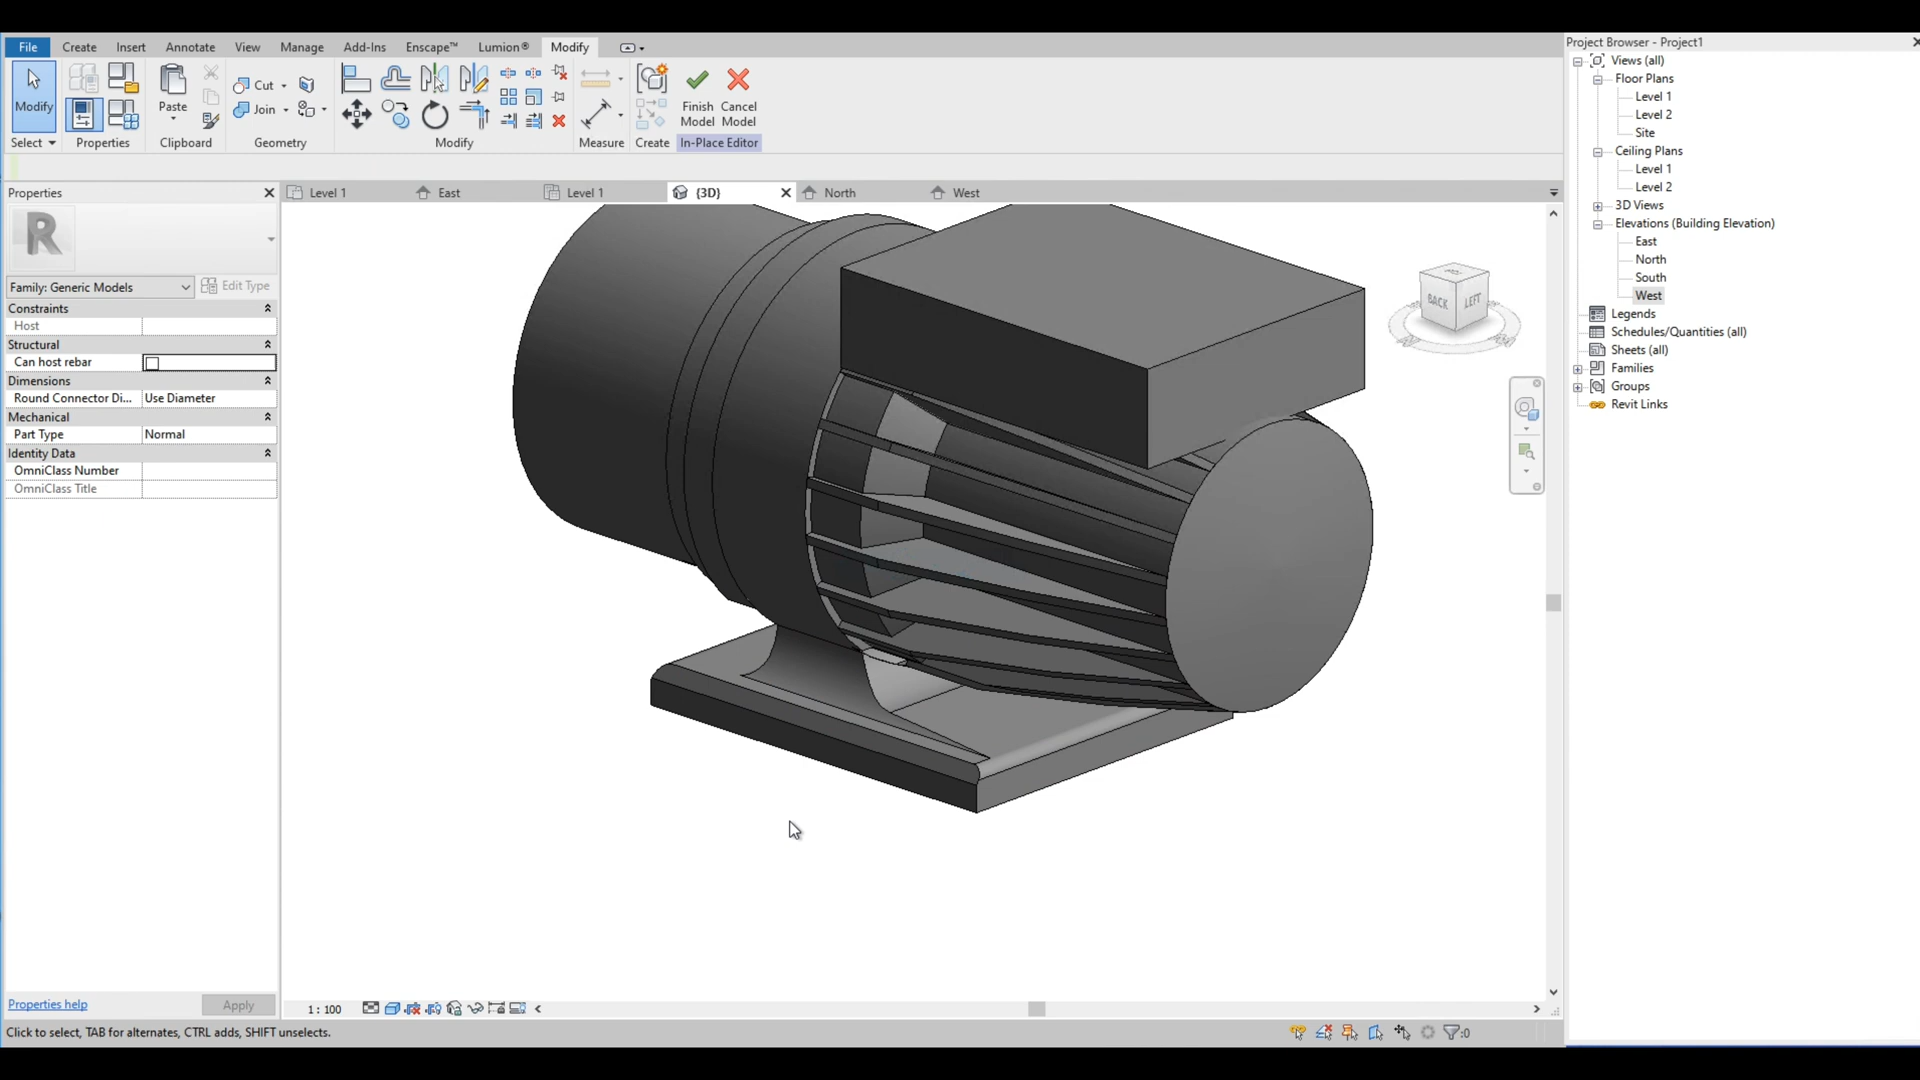 File Create Insert Annotate View Manage Add-Ins Enscape™ Lumion® Modify
Modify
Paste
Cut
Join
Finish Model
Cancel Model
Select Properties Clipboard Geometry Modify Measure Create In-Place Editor
Properties
Level 1 East Level 1 {3D} North West
R
Family: Generic Models Edit Type
Constraints
Host
Structural
Can host rebar
Dimensions
Round Connector Di... Use Diameter
Mechanical
Part Type Normal
Identity Data
OmniClass Number
OmniClass Title
BACK LEFT
Properties help Apply
1 : 100
Click to select, TAB for alternates, CTRL adds, SHIFT unselects.
:0
Project Browser - Project1
Views (all)
Floor Plans
Level 1
Level 2
Site
Ceiling Plans
Level 1
Level 2
3D Views
Elevations (Building Elevation)
East
North
South
West
Legends
Schedules/Quantities (all)
Sheets (all)
Families
Groups
Revit Links